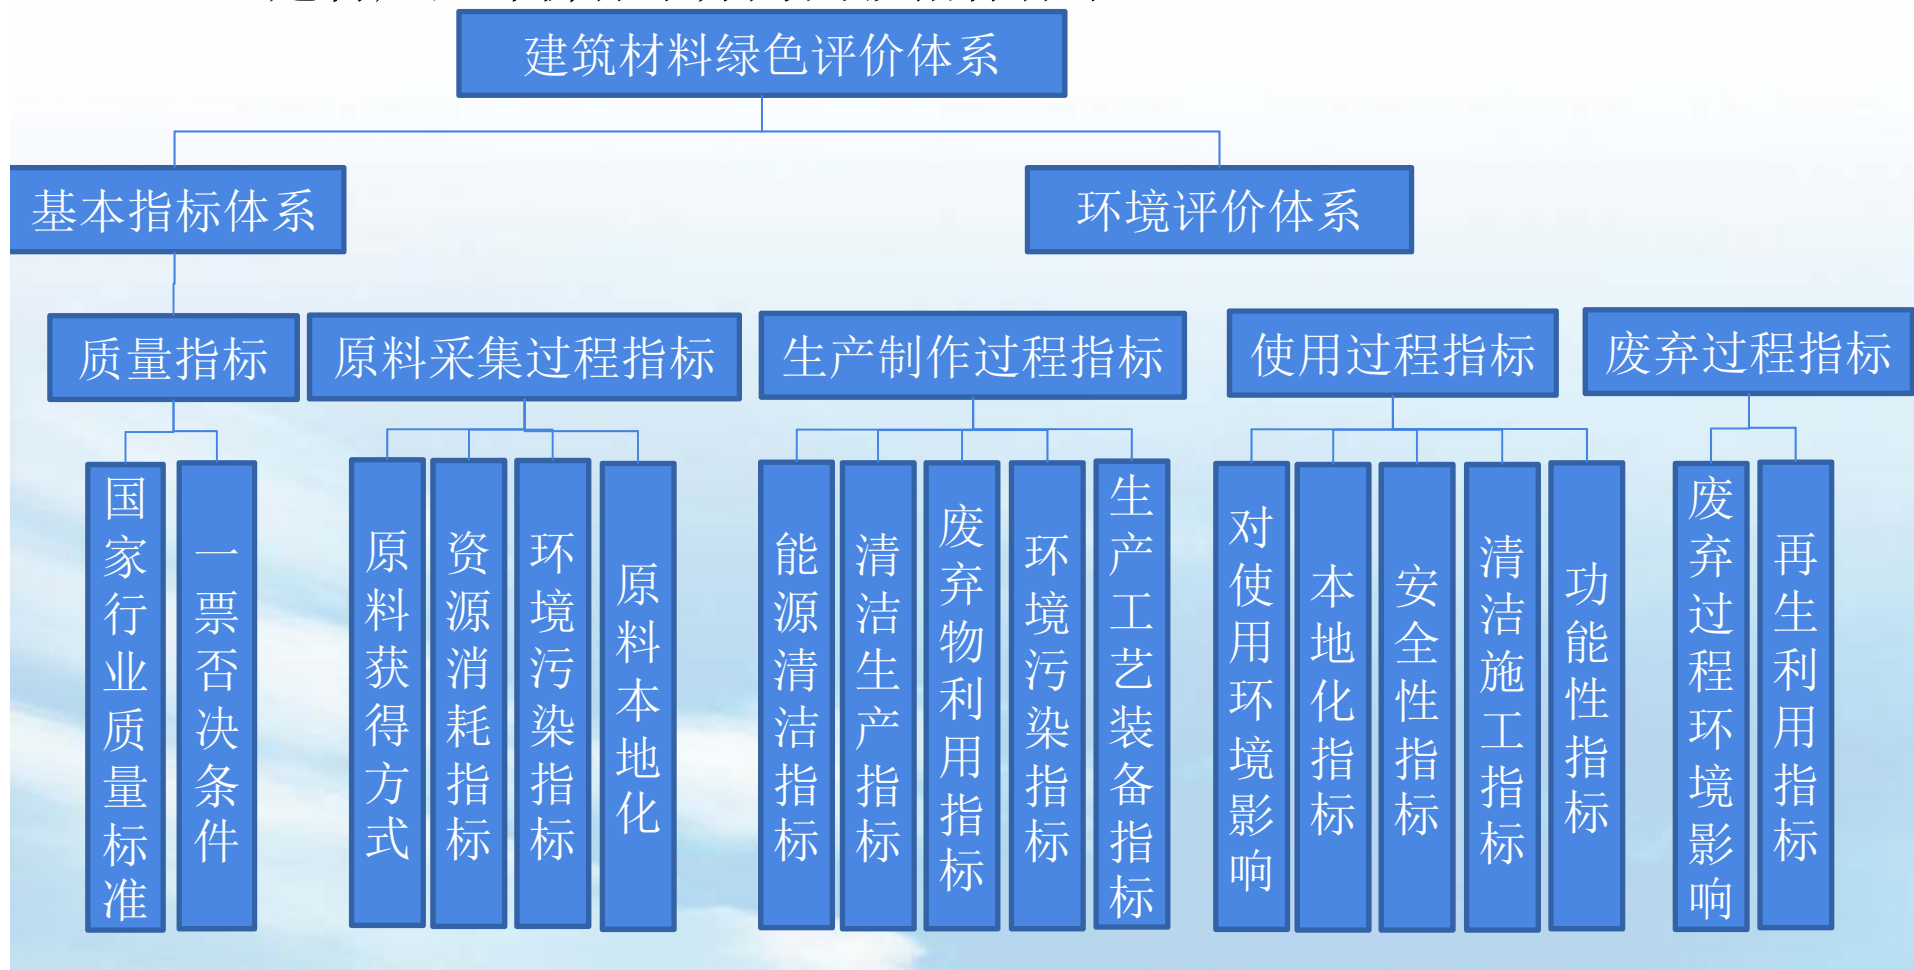 建筑材料绿色评价体系
基本指标体系
环境评价体系
质量指标
原料采集过程指标
生产制作过程指标
使用过程指标
废弃过程指标
国家行业质量标准
一票否决条件
原料获得方式
资源消耗指标
环境污染指标
原料本地化
能源清洁指标
清洁生产指标
废弃物利用指标
环境污染指标
生产工艺装备指标
对使用环境影响
本地化指标
安全性指标
清洁施工指标
功能性指标
废弃过程环境影响
再生利用指标